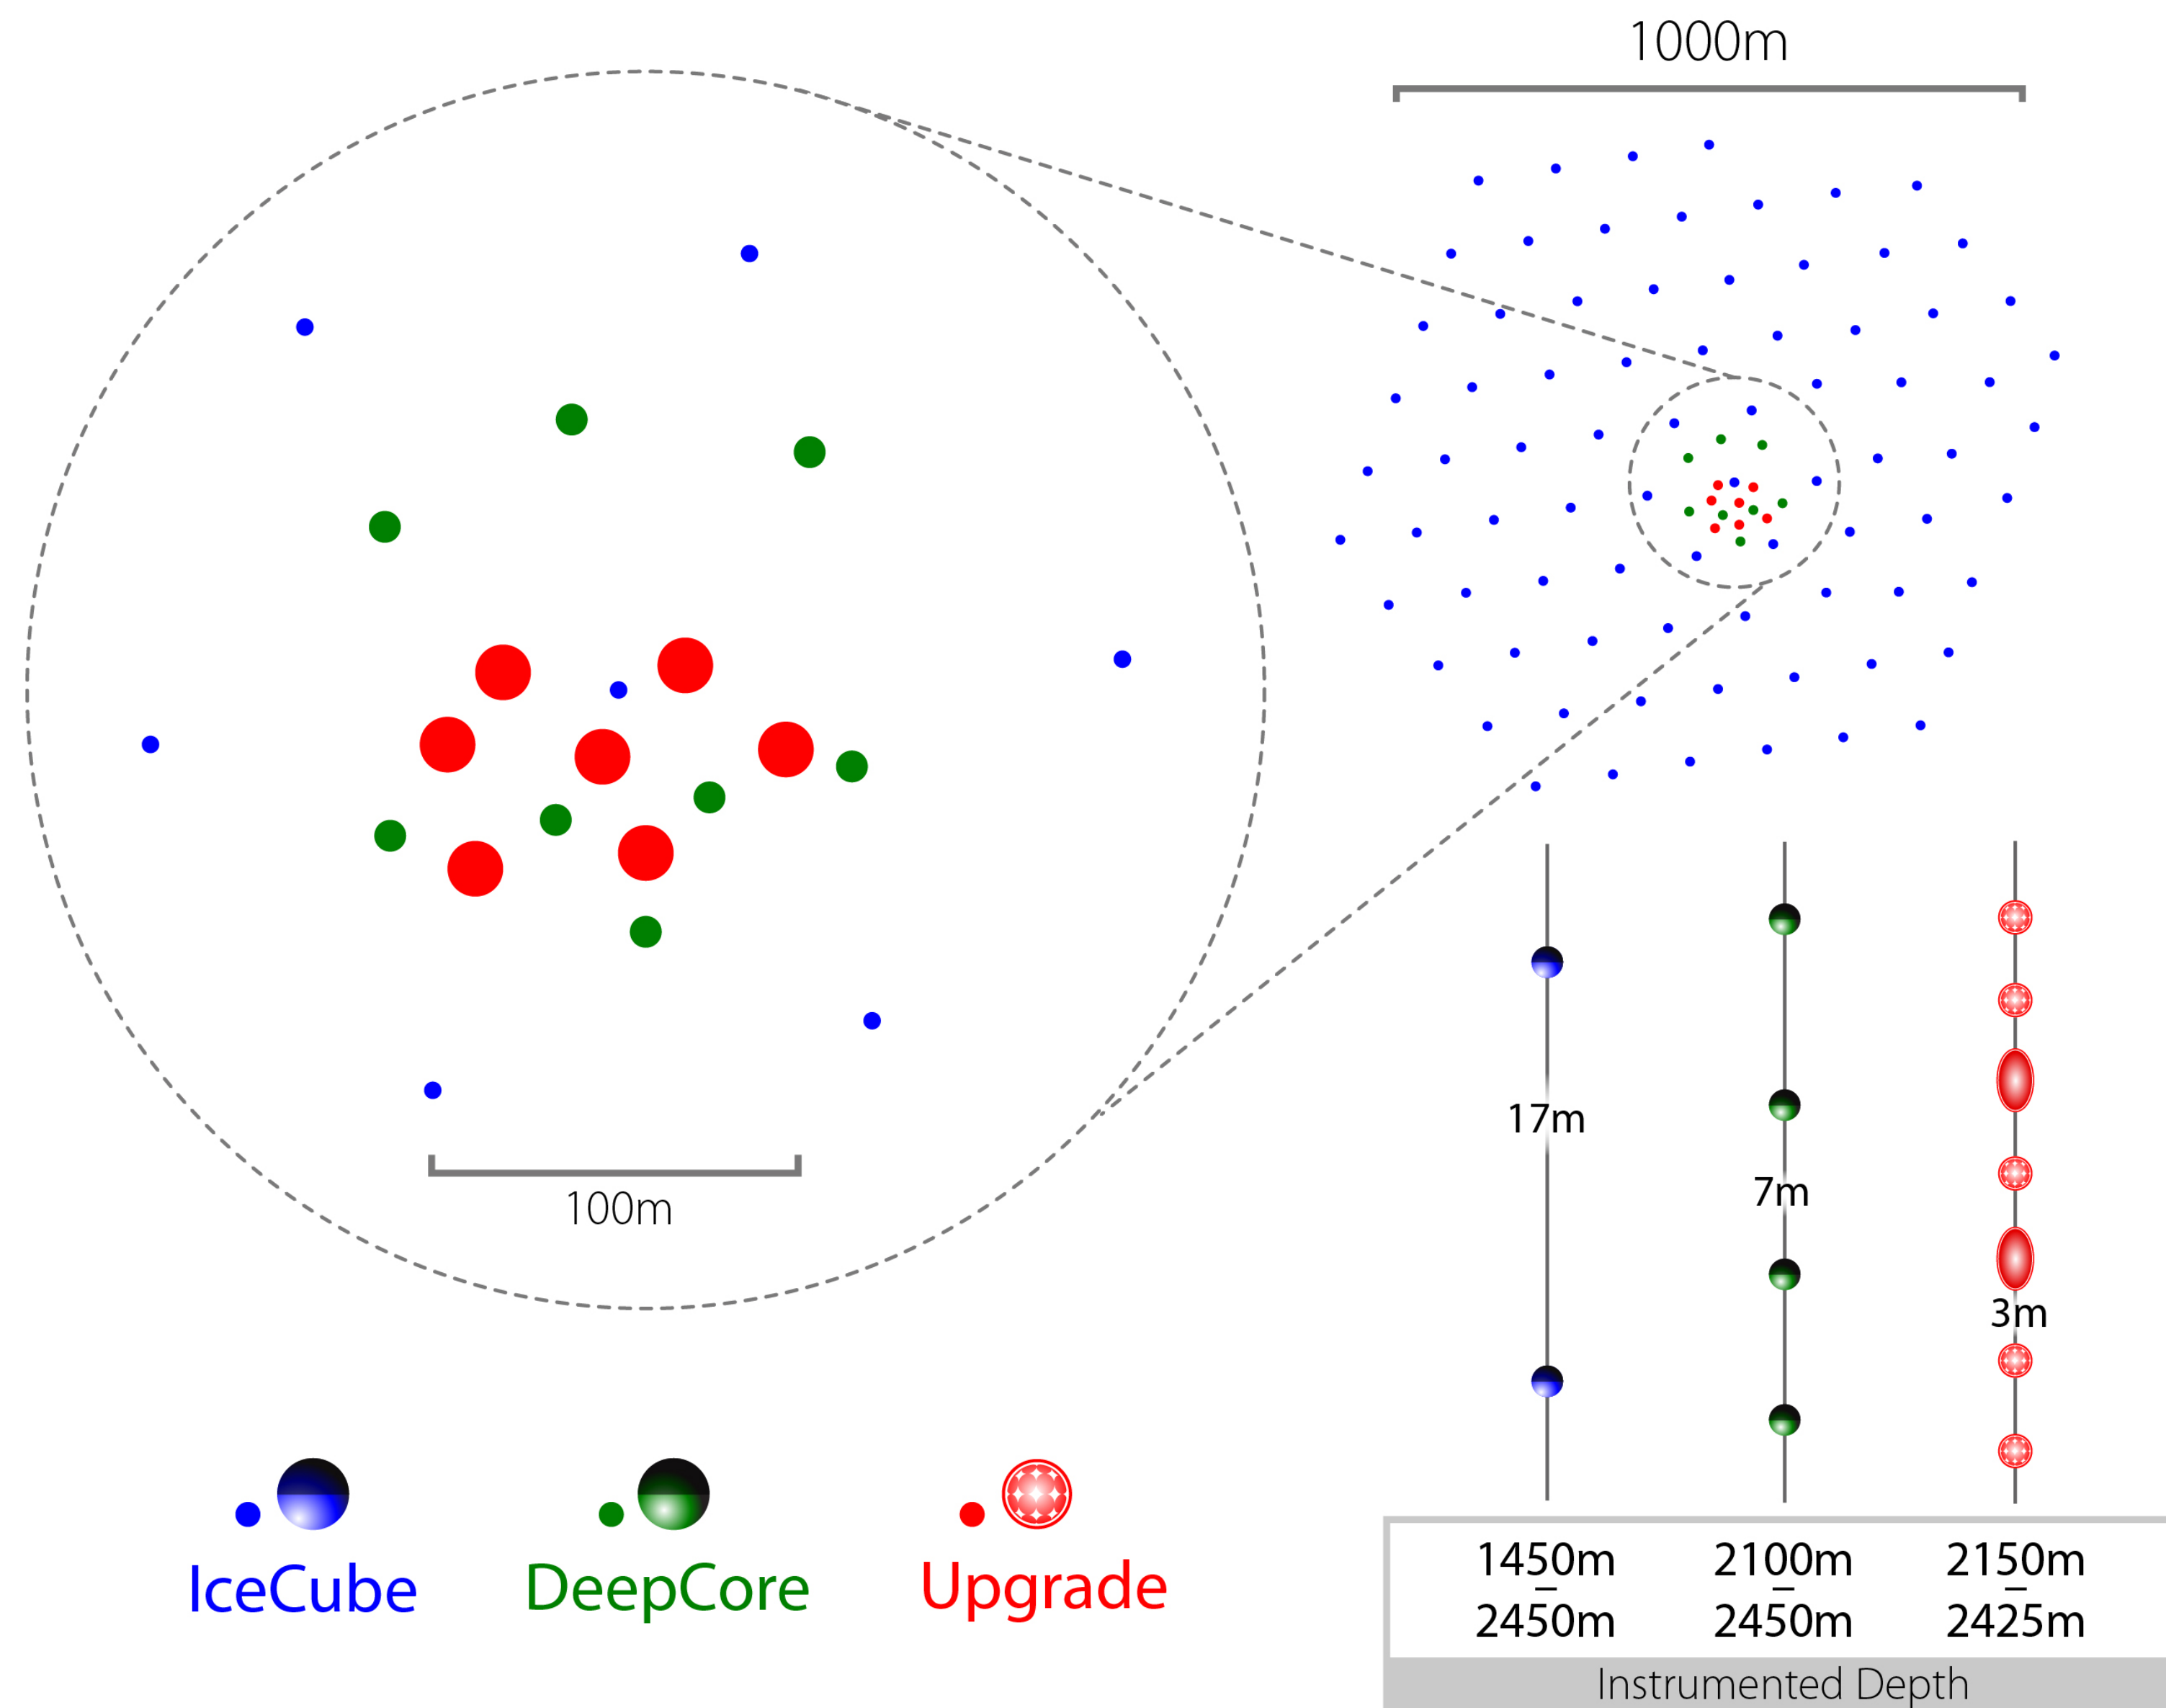 1000m
100m
17m
7m
3m
IceCube
DeepCore
Upgrade
1450m
–
2450m
2100m
–
2450m
2150m
–
2425m
Instrumented Depth